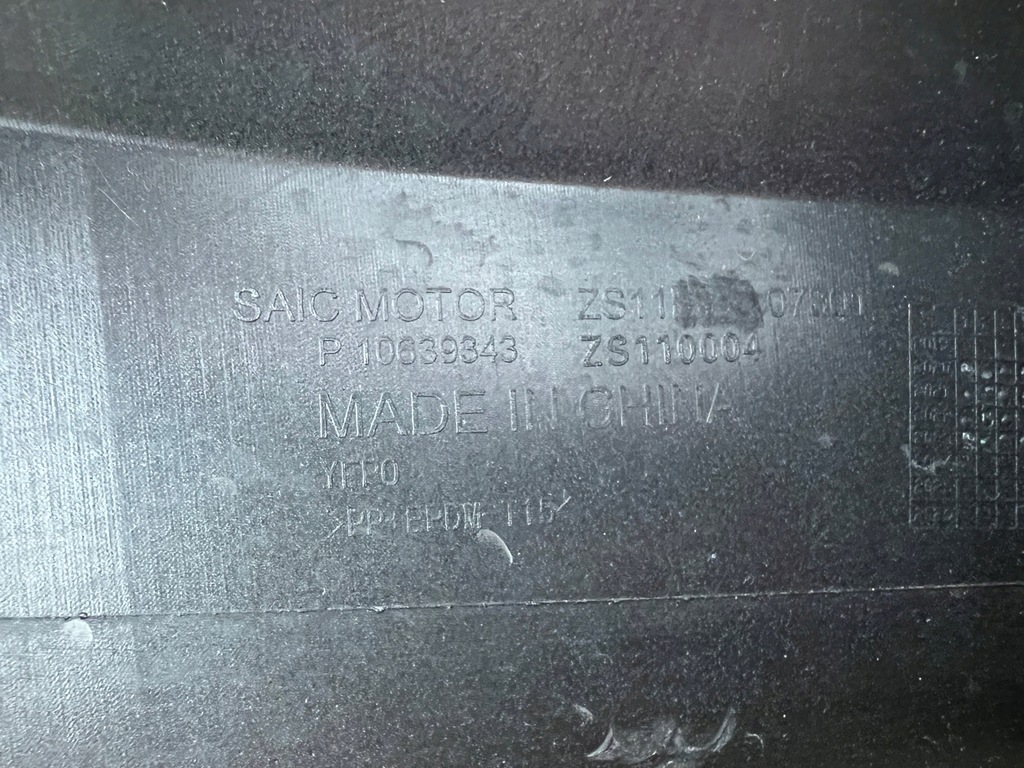 SAIC MOTOR
P 10639343 ZS110004
MADE IN CHINA
YFPO
>PP+EPDM-T15<